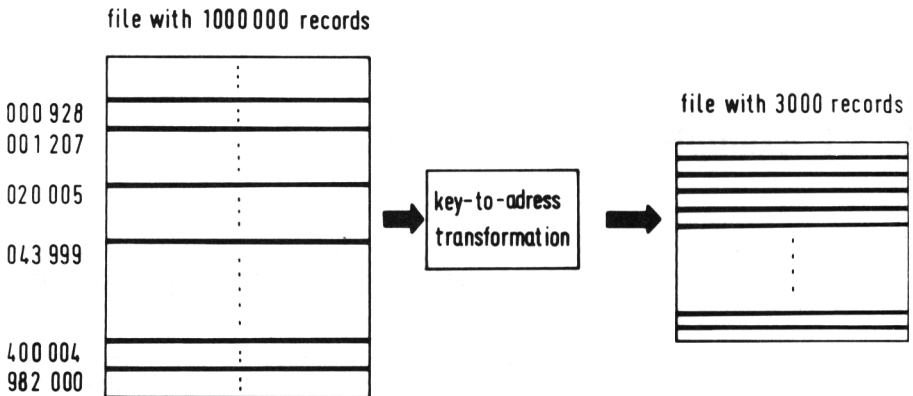 file with 1000 000 records
000 928
001 207
020 005
043 999
400 004
982 000
key-to-adress
transformation
file with 3000 records